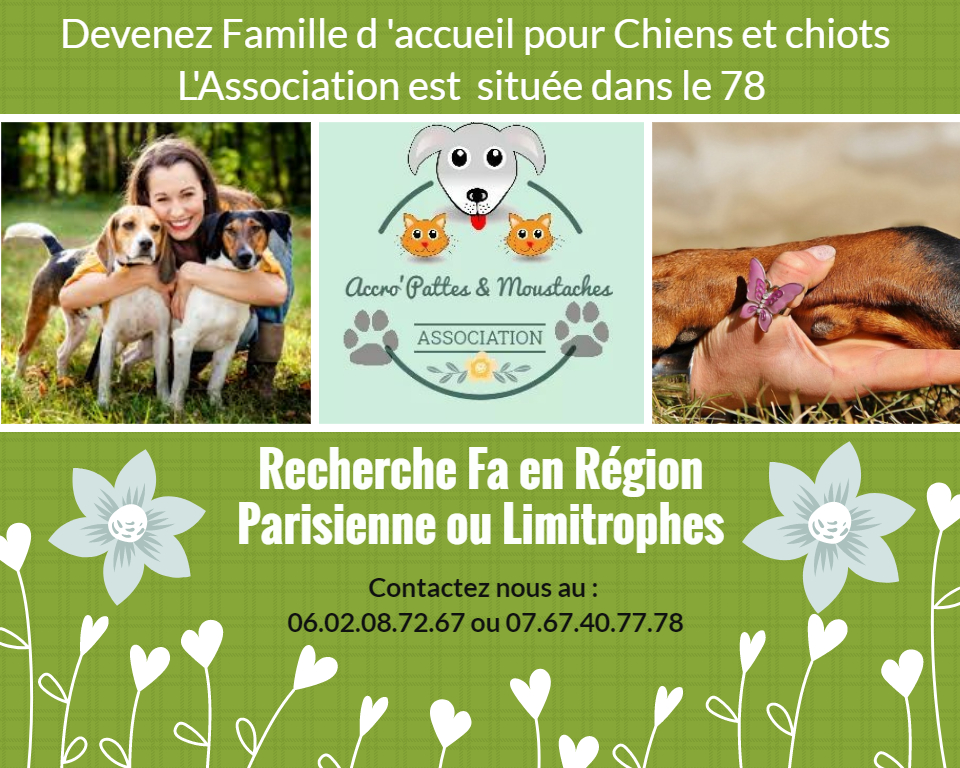 Devenez Famille d 'accueil pour Chiens et chiots
L'Association est située dans le 78
Accro'Pattes & Moustaches
ASSOCIATION
Recherche Fa en Région
Parisienne ou Limitrophes
Contactez nous au :
06.02.08.72.67 ou 07.67.40.77.78